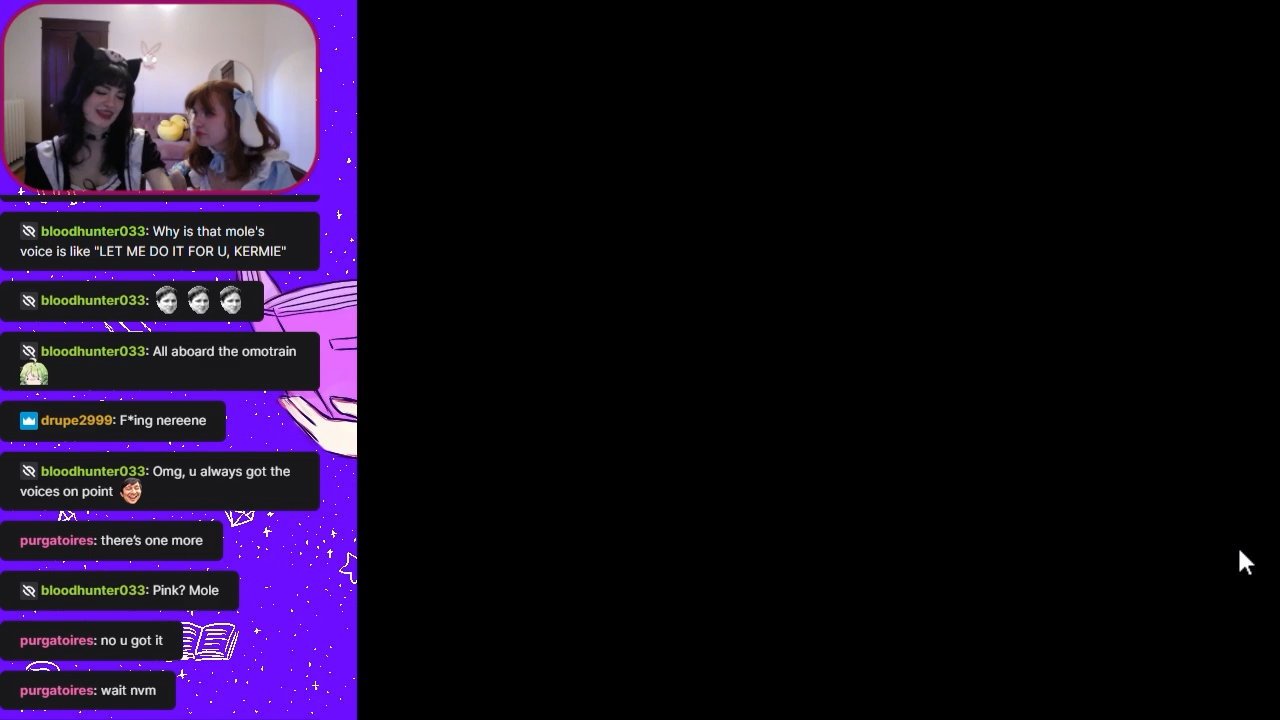 bloodhunter033: Why is that mole's
voice is like "LET ME DO IT FOR U, KERMIE"
bloodhunter033:
bloodhunter033: All aboard the omotrain
drupe2999: F*ing nereene
bloodhunter033: Omg, u always got the
voices on point
purgatoires: there's one more
bloodhunter033: Pink? Mole
purgatoires: no u got it
purgatoires: wait nvm